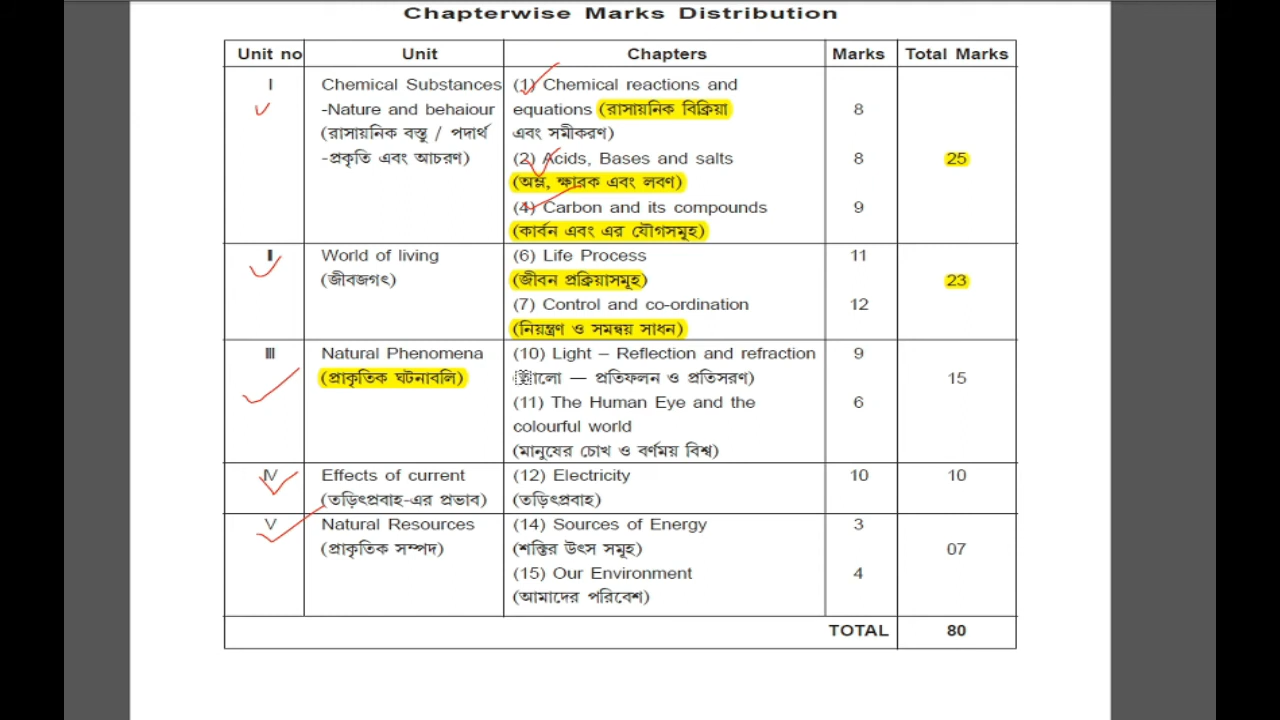 Chapterwise Marks Distribution
Unit no Unit Chapters Marks Total Marks
I Chemical Substances (1) Chemical reactions and
-Nature and behaiour equations (রাসায়নিক বিক্রিয়া 8
(রাসায়নিক বস্তু / পদার্থ এবং সমীকরণ)
-প্রকৃতি এবং আচরণ) (2) Acids, Bases and salts 8 25
(অম্ল, ক্ষারক এবং লবণ)
(4) Carbon and its compounds 9
(কার্বন এবং এর যৌগসমূহ)
II World of living (6) Life Process 11
(জীবজগৎ) (জীবন প্রক্রিয়াসমূহ) 23
(7) Control and co-ordination 12
(নিয়ন্ত্রণ ও সমন্বয় সাধন)
III Natural Phenomena (10) Light – Reflection and refraction 9
(প্রাকৃতিক ঘটনাবলি) — প্রতিফলন ও প্রতিসরণ) 15
(11) The Human Eye and the 6
colourful world
(মানুষের চোখ ও বর্ণময় বিশ্ব)
IV Effects of current (12) Electricity 10 10
(তড়িৎপ্রবাহ-এর প্রভাব) (তড়িৎপ্রবাহ)
V Natural Resources (14) Sources of Energy 3
(প্রাকৃতিক সম্পদ) (শক্তির উৎস সমূহ) 07
(15) Our Environment 4
(আমাদের পরিবেশ)
TOTAL 80